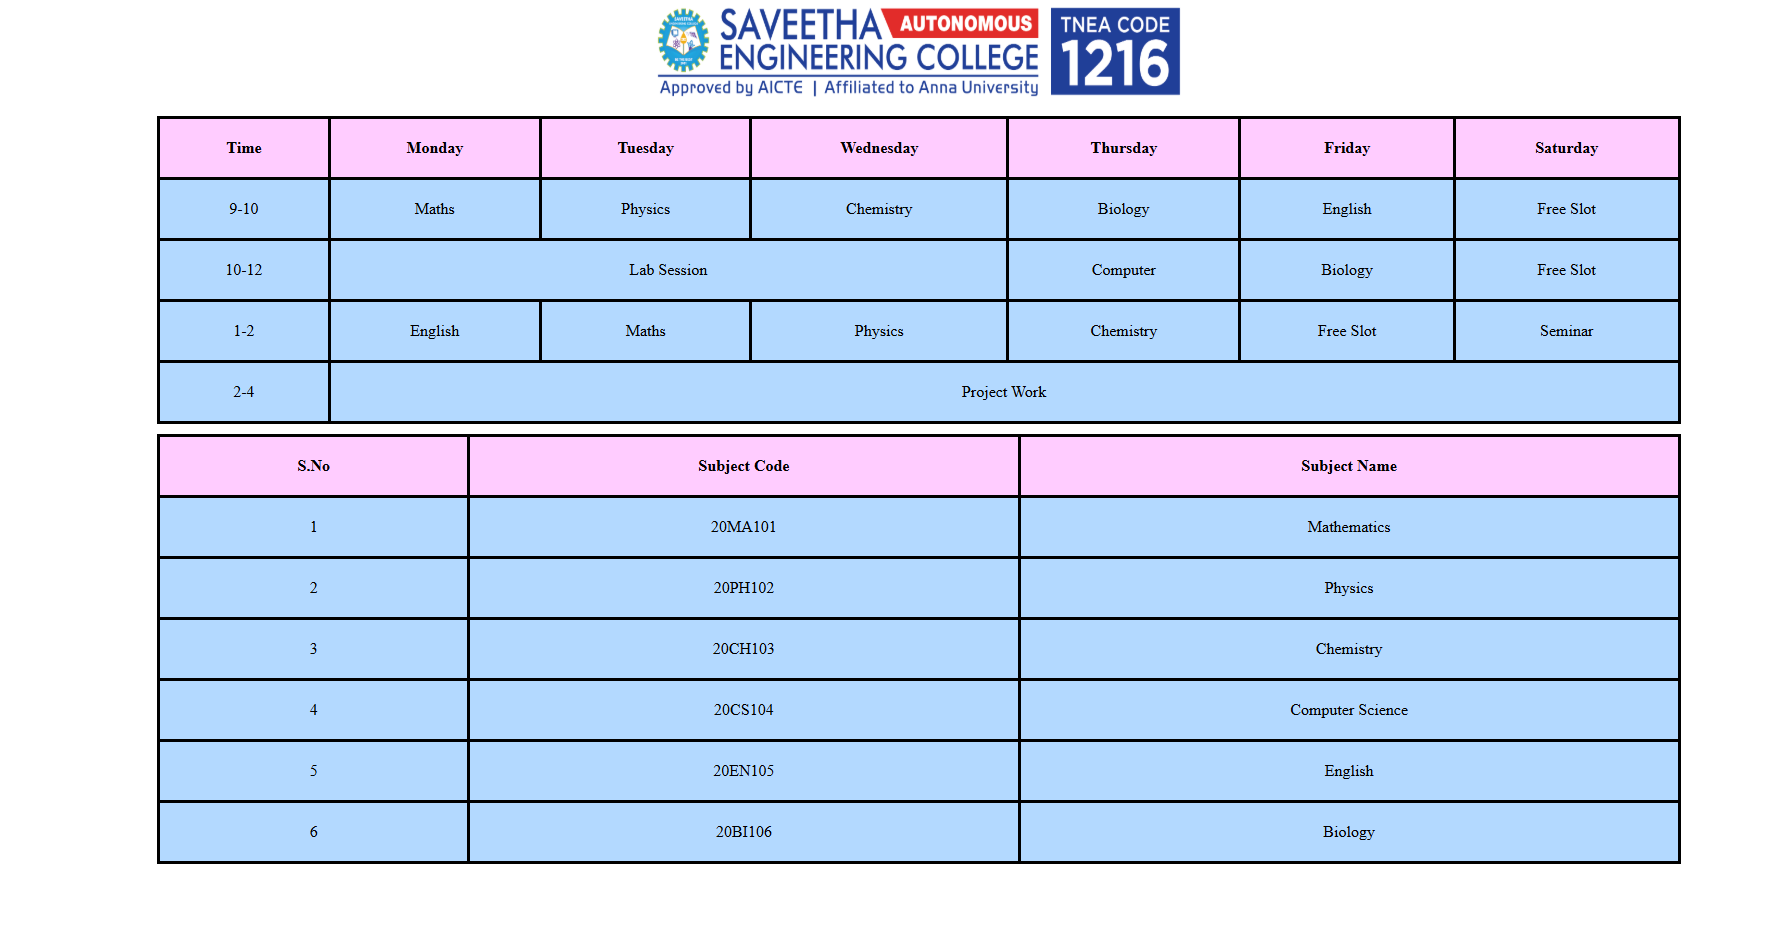 SAVEETHA AUTONOMOUS
ENGINEERING COLLEGE
Approved by AICTE | Affiliated to Anna University
TNEA CODE
1216
Time Monday Tuesday Wednesday Thursday Friday Saturday
9-10 Maths Physics Chemistry Biology English Free Slot
10-12 Lab Session Computer Biology Free Slot
1-2 English Maths Physics Chemistry Free Slot Seminar
2-4 Project Work
S.No Subject Code Subject Name
1 20MA101 Mathematics
2 20PH102 Physics
3 20CH103 Chemistry
4 20CS104 Computer Science
5 20EN105 English
6 20BI106 Biology